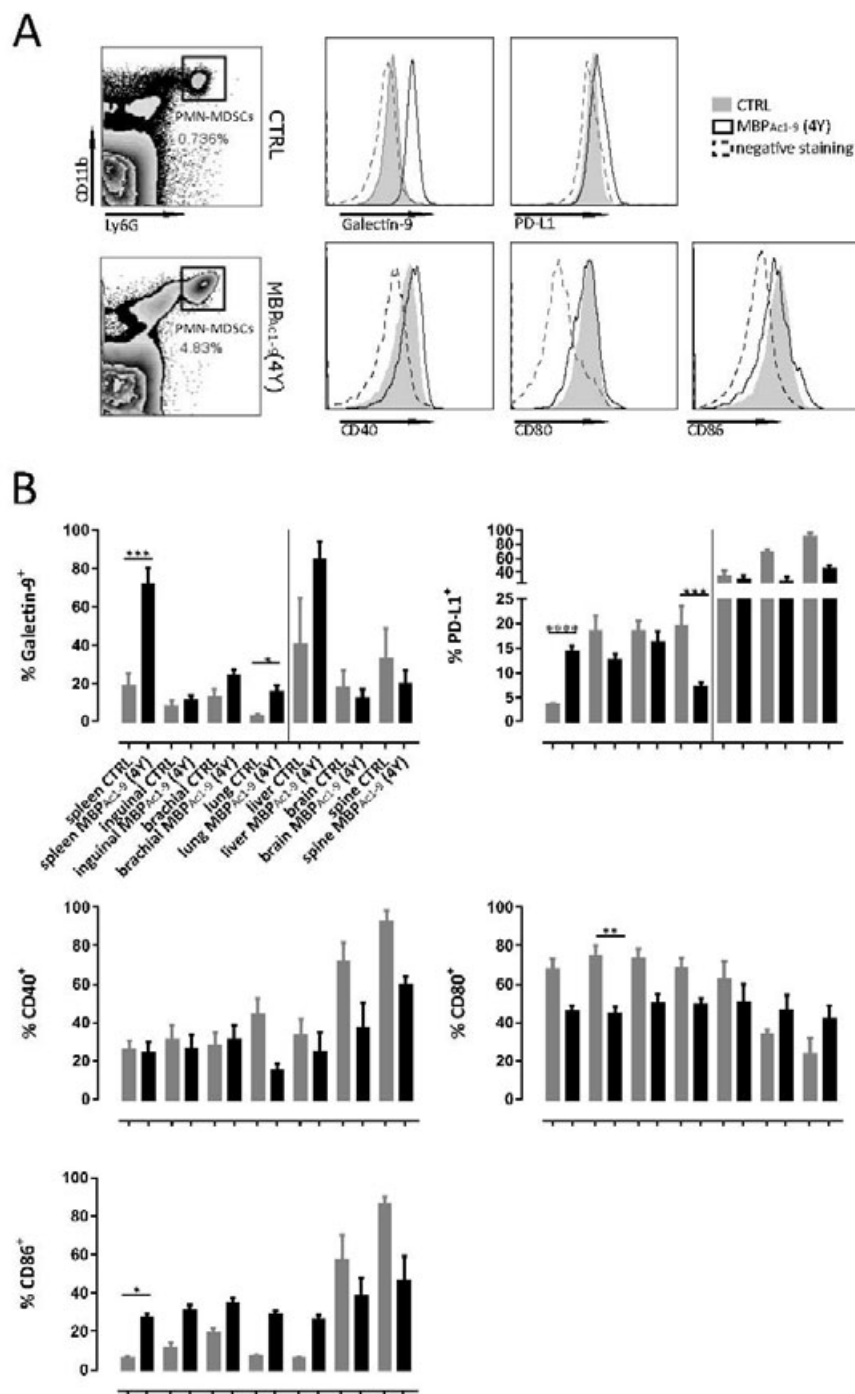 A
PMN-MDSCs
0.736%
CD11b
Ly6G
CTRL
Galectin-9
PD-L1
CTRL
MBPAc1-9 (4Y)
negative staining
PMN-MDSCs
4.83%
MBPAc1-9(4Y)
CD40
CD80
CD86
B
% Galectin-9+
100
80
60
40
20
0
***
*
spleen CTRL
spleen MBPAc1-9 (4Y)
inguinal CTRL
inguinal MBPAc1-9 (4Y)
brachial CTRL
brachial MBPAc1-9 (4Y)
lung CTRL
lung MBPAc1-9 (4Y)
liver CTRL
liver MBPAc1-9 (4Y)
brain CTRL
brain MBPAc1-9 (4Y)
spine CTRL
spine MBPAc1-9 (4Y)
% PD-L1+
100
80
60
40
25
20
15
10
5
0
****
***
% CD40+
100
80
60
40
20
0
% CD80+
100
80
60
40
20
0
**
% CD86+
100
80
60
40
20
0
*